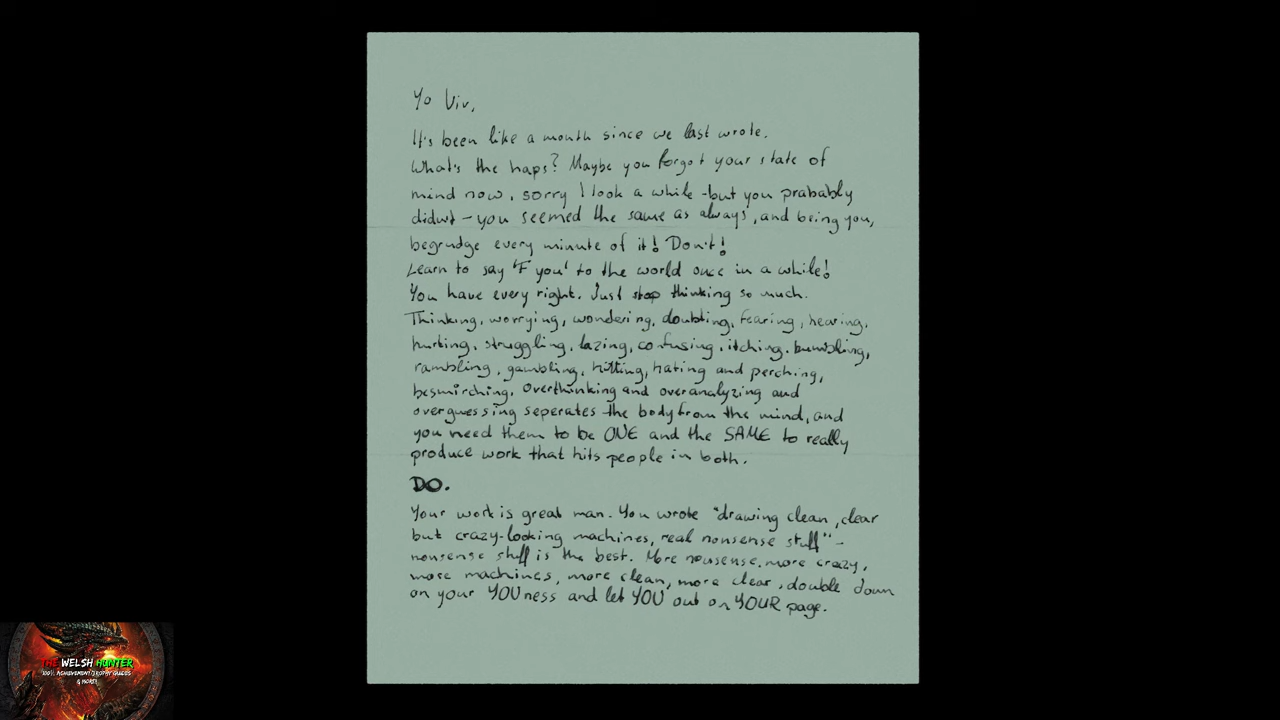 Yo Viv,
It's been like a month since we last wrote.
What's the haps? Maybe you forgot your state of
mind now, sorry I took a while - but you prabably
didn't - you seemed the same as always, and being you,
begrudge every minute of it! Don't!
Learn to say 'F you' to the world once in a while!
You have every right. Just stop thinking so much.
Thinking, worrying, wondering, doubting, fearing, hearing,
hurting, struggling, lazing, confusing, itching, bumbling,
rambling, gambling, hitting, hating and perching,
besmirching. Overthinking and overanalyzing and
overguessing seperates the body from the mind, and
you need them to be ONE and the SAME to really
produce work that hits people in both.
DO.
Your work is great man. You wrote "drawing clean, clear
but crazy-looking machines, real nonsense stuff" -
nonsense stuff is the best. More nonsense, more crazy,
more machines, more clean, more clear, double down
on your YOUness and let YOU out on YOUR page.
THE WELSH HUNTER
100% ACHIEVEMENT/TROPHY GUIDES
& MORE!